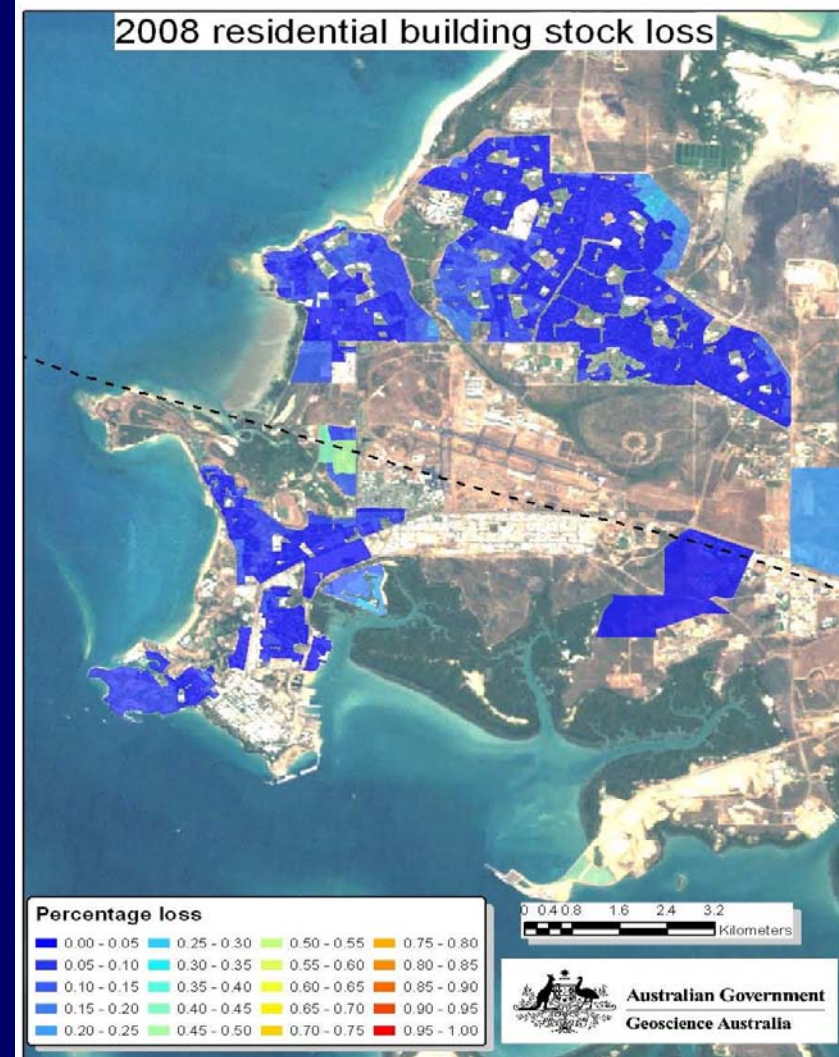 2008 residential building stock loss
Percentage loss
0.00 - 0.05 0.25 - 0.30 0.50 - 0.55 0.75 - 0.80
0.05 - 0.10 0.30 - 0.35 0.55 - 0.60 0.80 - 0.85
0.10 - 0.15 0.35 - 0.40 0.60 - 0.65 0.85 - 0.90
0.15 - 0.20 0.40 - 0.45 0.65 - 0.70 0.90 - 0.95
0.20 - 0.25 0.45 - 0.50 0.70 - 0.75 0.95 - 1.00
0 0.4 0.8 1.6 2.4 3.2
Kilometers
Australian Government
Geoscience Australia